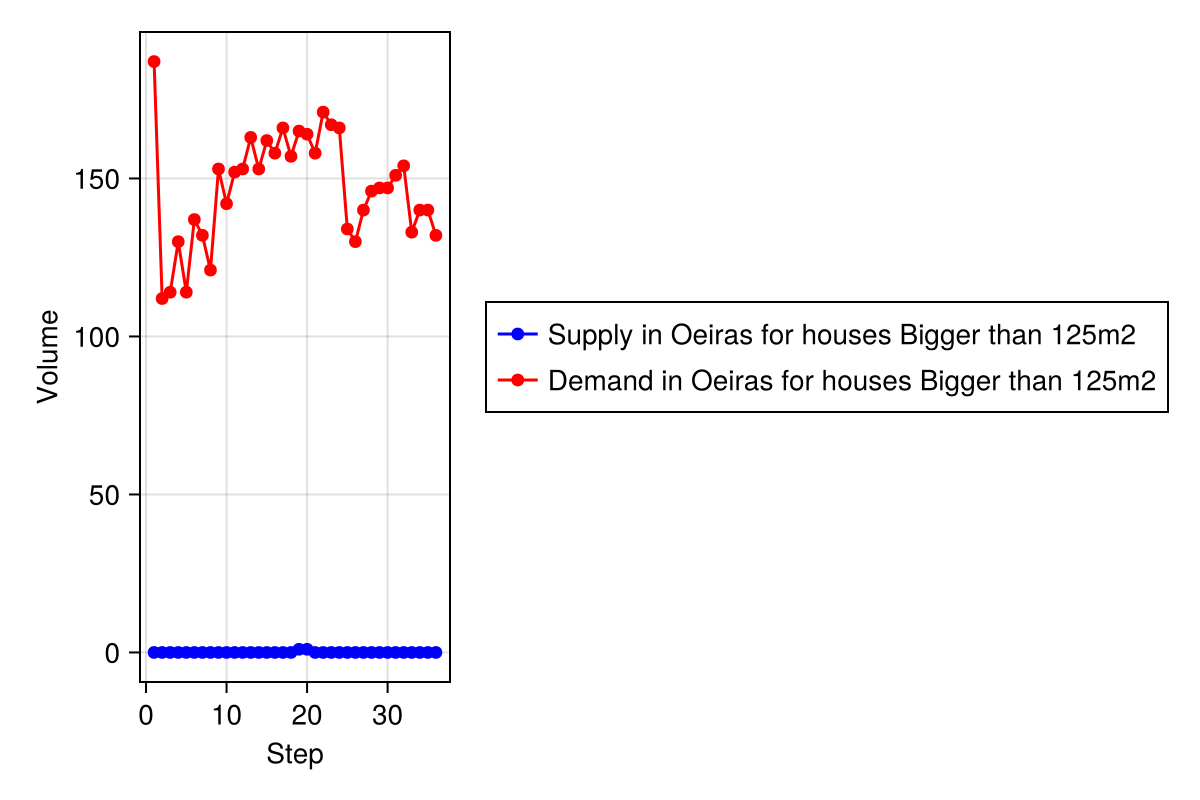 150
100
50
0
Volume
0 10 20 30
Step
Supply in Oeiras for houses Bigger than 125m2
Demand in Oeiras for houses Bigger than 125m2